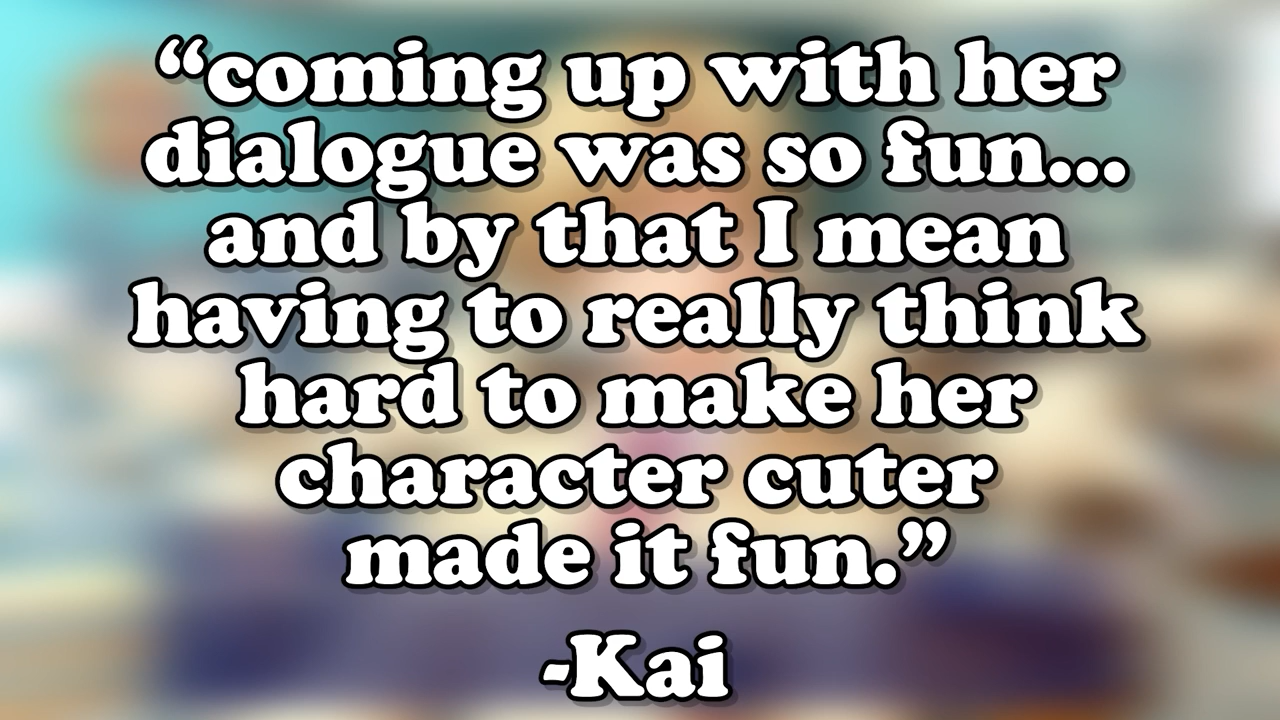 “coming up with her
dialogue was so fun...
and by that I mean
having to really think
hard to make her
character cuter
made it fun.”
-Kai